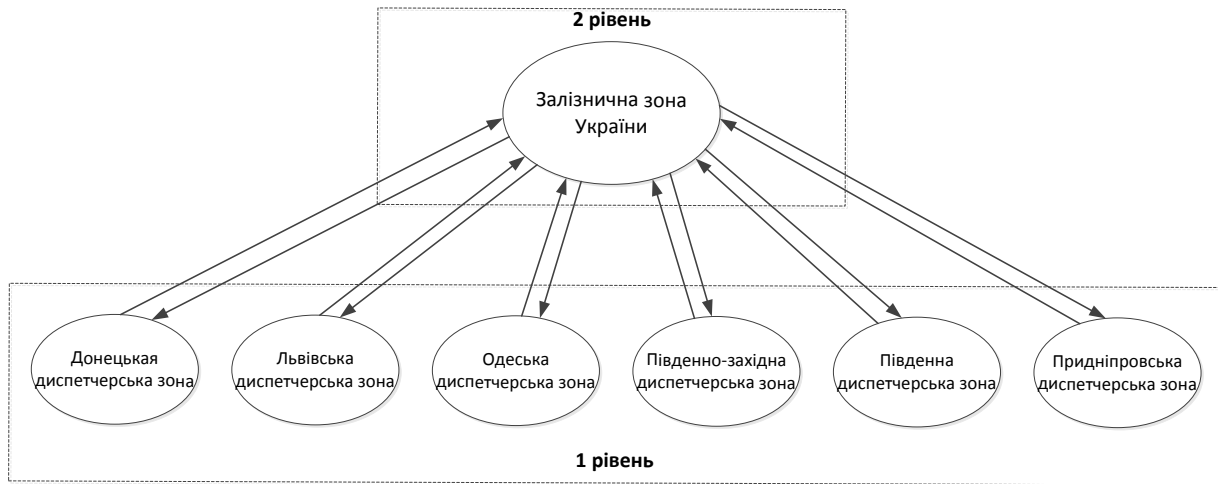 2 рівень
Залізнична зона
України
Донецькая
диспетчерська зона
Львівська
диспетчерська зона
Одеська
диспетчерська зона
Південно-західна
диспетчерська зона
Південна
диспетчерська зона
Придніпровська
диспетчерська зона
1 рівень